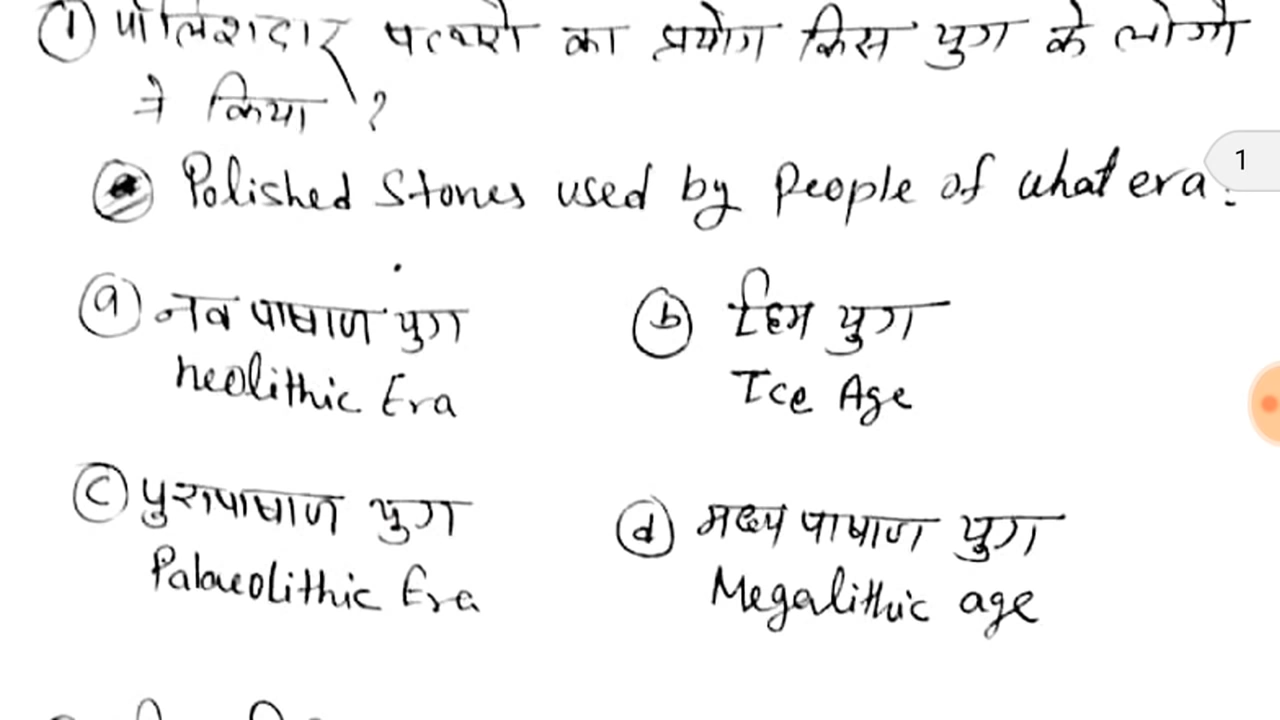 ① पॉलिशदार पत्थरो का प्रयोग किस युग के लोगो
ने किया ?
Polished Stones used by People of what era :
1
ⓐ नव पाषाण युग
neolithic Era
ⓑ हिम युग
Ice Age
ⓒ पुरापाषाण युग
Palaeolithic Era
ⓓ मध्य पाषाण युग
Megalithic age